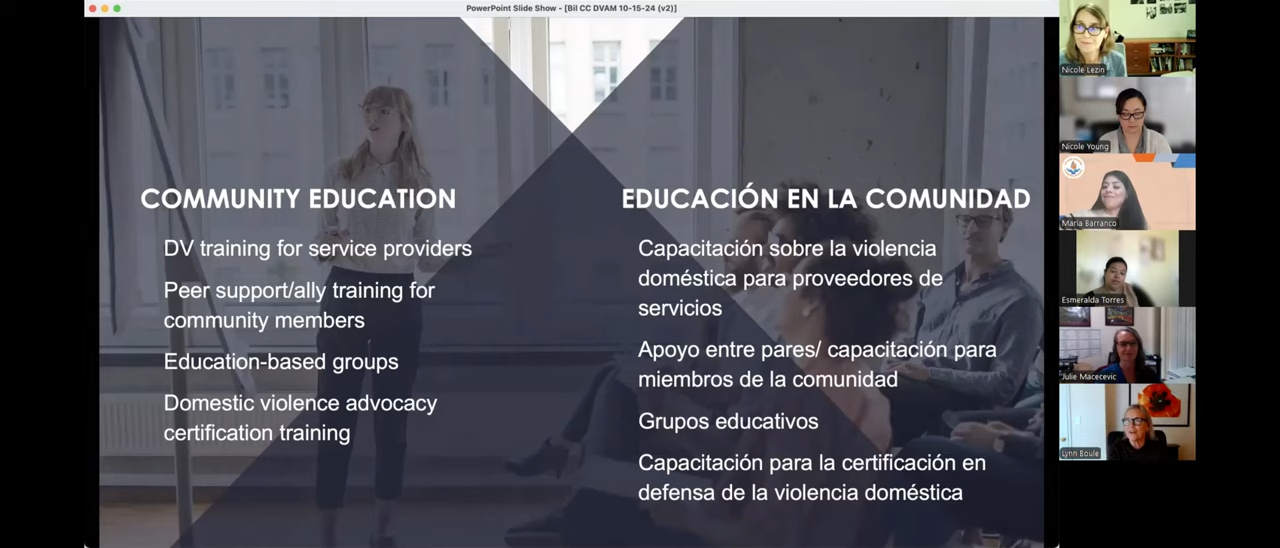 PowerPoint Slide Show - [Bil CC DVAM 10-15-24 (v2)]
COMMUNITY EDUCATION
DV training for service providers
Peer support/ally training for
community members
Education-based groups
Domestic violence advocacy
certification training
EDUCACIÓN EN LA COMUNIDAD
Capacitación sobre la violencia
doméstica para proveedores de
servicios
Apoyo entre pares/ capacitación para
miembros de la comunidad
Grupos educativos
Capacitación para la certificación en
defensa de la violencia doméstica
Nicole Lezin
Nicole Young
Maria Barranco
Esmeralda Torres
Julie Macecevic
Lynn Boule